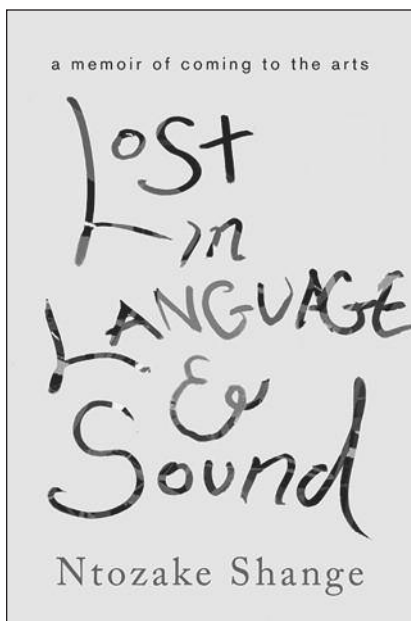 a memoir of coming to the arts
Lost
in
LANGUAGE
&
Sound
Ntozake Shange